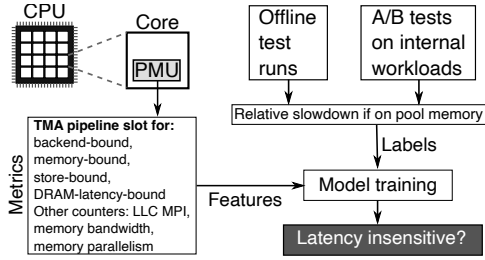 CPU
Core
PMU
Offline
test
runs
A/B tests
on internal
workloads
Relative slowdown if on pool memory
Labels
Metrics
TMA pipeline slot for:
backend-bound,
memory-bound,
store-bound,
DRAM-latency-bound
Other counters: LLC MPI,
memory bandwidth,
memory parallelism
Features
Model training
Latency insensitive?